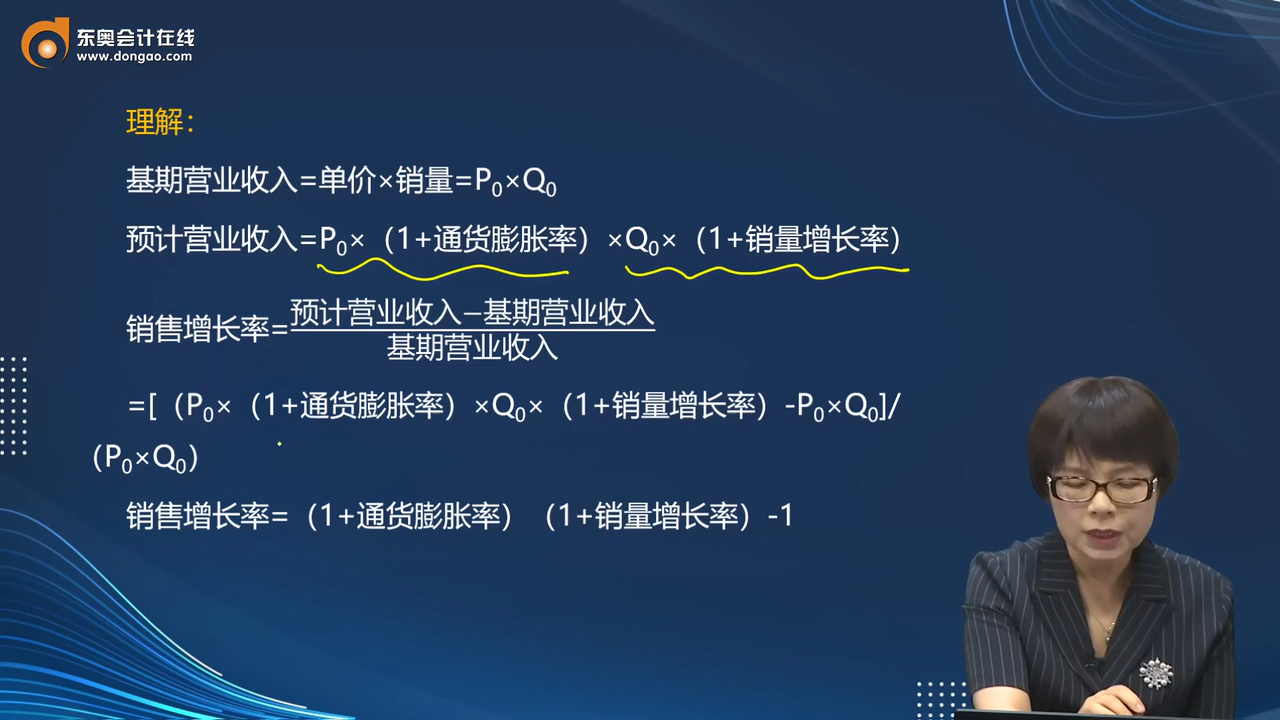 东奥会计在线
www.dongao.com
理解：
基期营业收入=单价×销量=P₀×Q₀
预计营业收入=P₀×（1+通货膨胀率）×Q₀×（1+销量增长率）
销售增长率=预计营业收入−基期营业收入
基期营业收入
=[（P₀×（1+通货膨胀率）×Q₀×（1+销量增长率）-P₀×Q₀]/
（P₀×Q₀）
销售增长率=（1+通货膨胀率）（1+销量增长率）-1